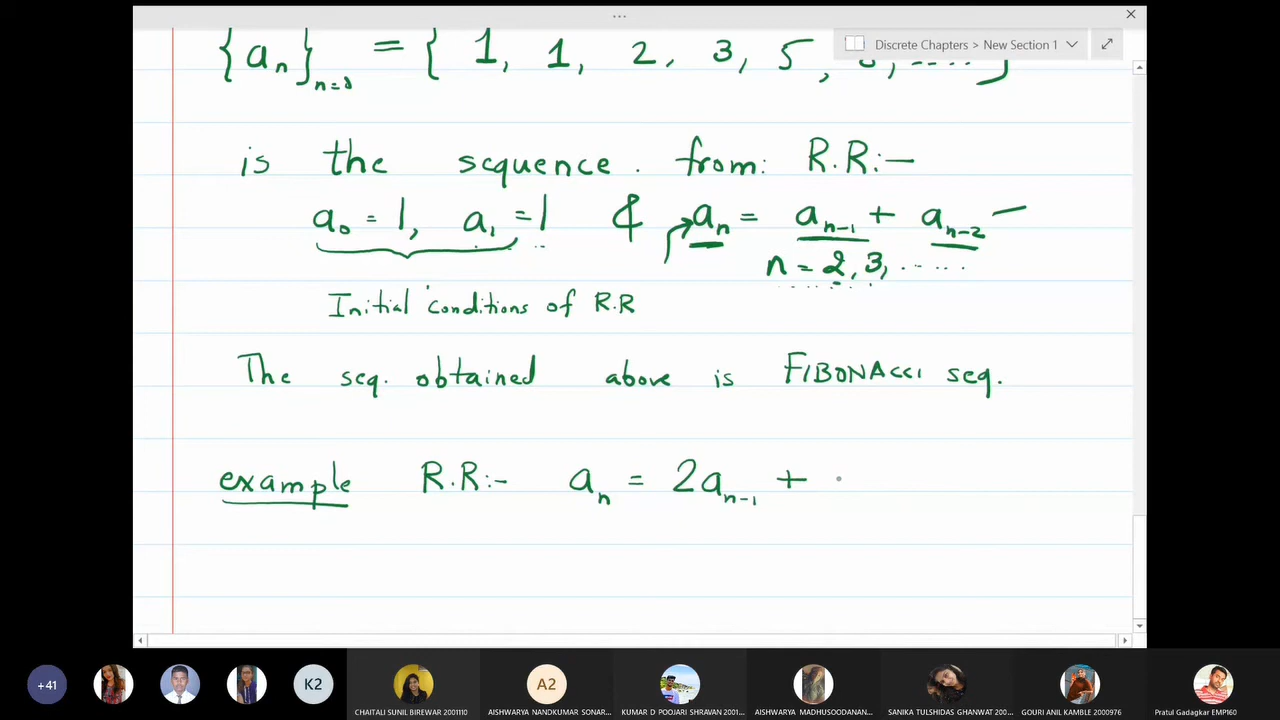 Discrete Chapters > New Section 1
{aₙ}ₙ₌₀ = { 1, 1, 2, 3, 5,
is the sequence from: R.R:-
a₀ = 1, a₁ = 1 & aₙ = aₙ₋₁ + aₙ₋₂
n = 2, 3, ......
Initial conditions of R.R
The seq. obtained above is FIBONACCI seq.
example R.R:- aₙ = 2aₙ₋₁ +
+41
K2
A2
CHAITALI SUNIL BIREWAR 2001110
AISHWARYA NANDKUMAR SONAR...
KUMAR D POOJARI SHRAVAN 2001...
AISHWARYA MADHUSOODANAN...
SANIKA TULSHIDAS GHANWAT 200...
GOURI ANIL KAMBLE 2000976
Pratul Gadagkar EMP160